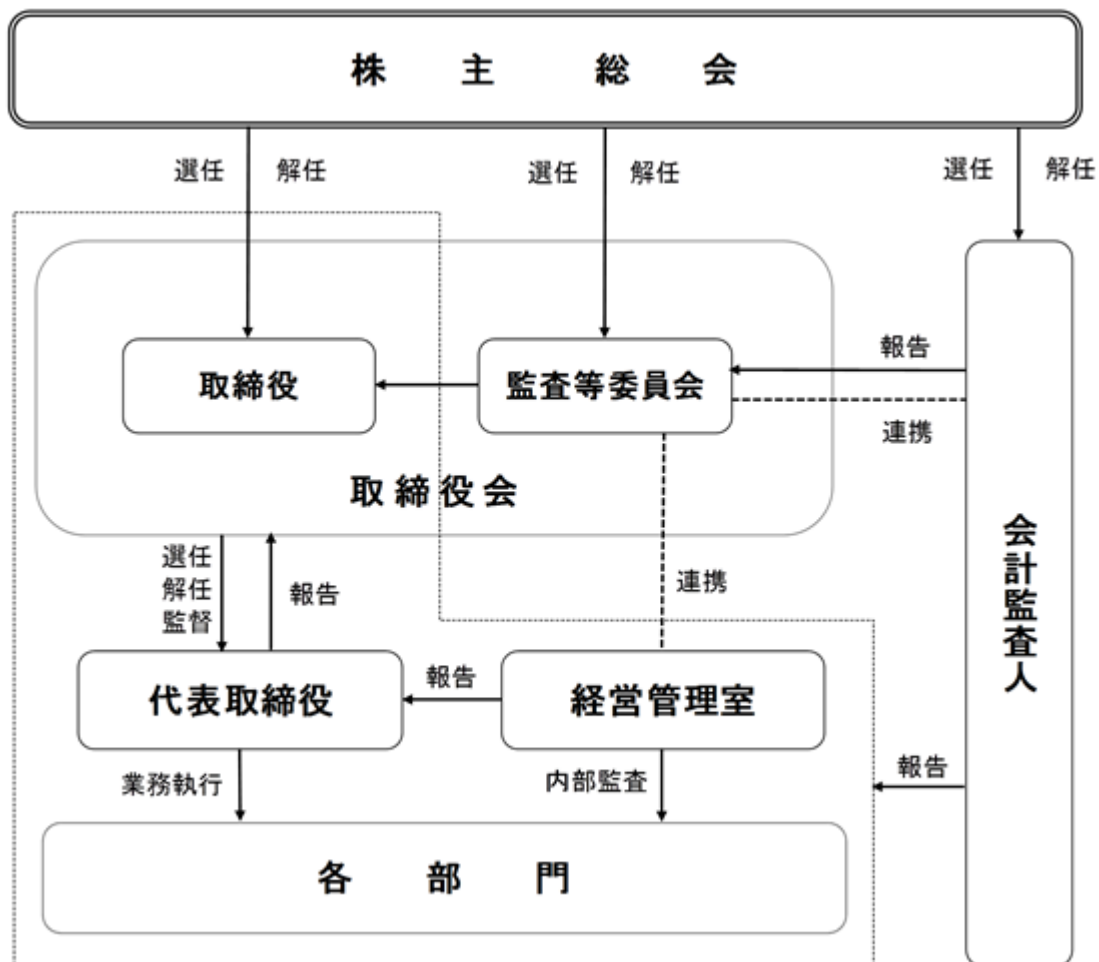 株 主 総 会
選任 解任
選任 解任
選任 解任
取締役
監査等委員会
報告
連携
取締役会
会計監査人
選任
解任
監督
報告
連携
代表取締役
報告
経営管理室
業務執行
内部監査
報告
各 部 門